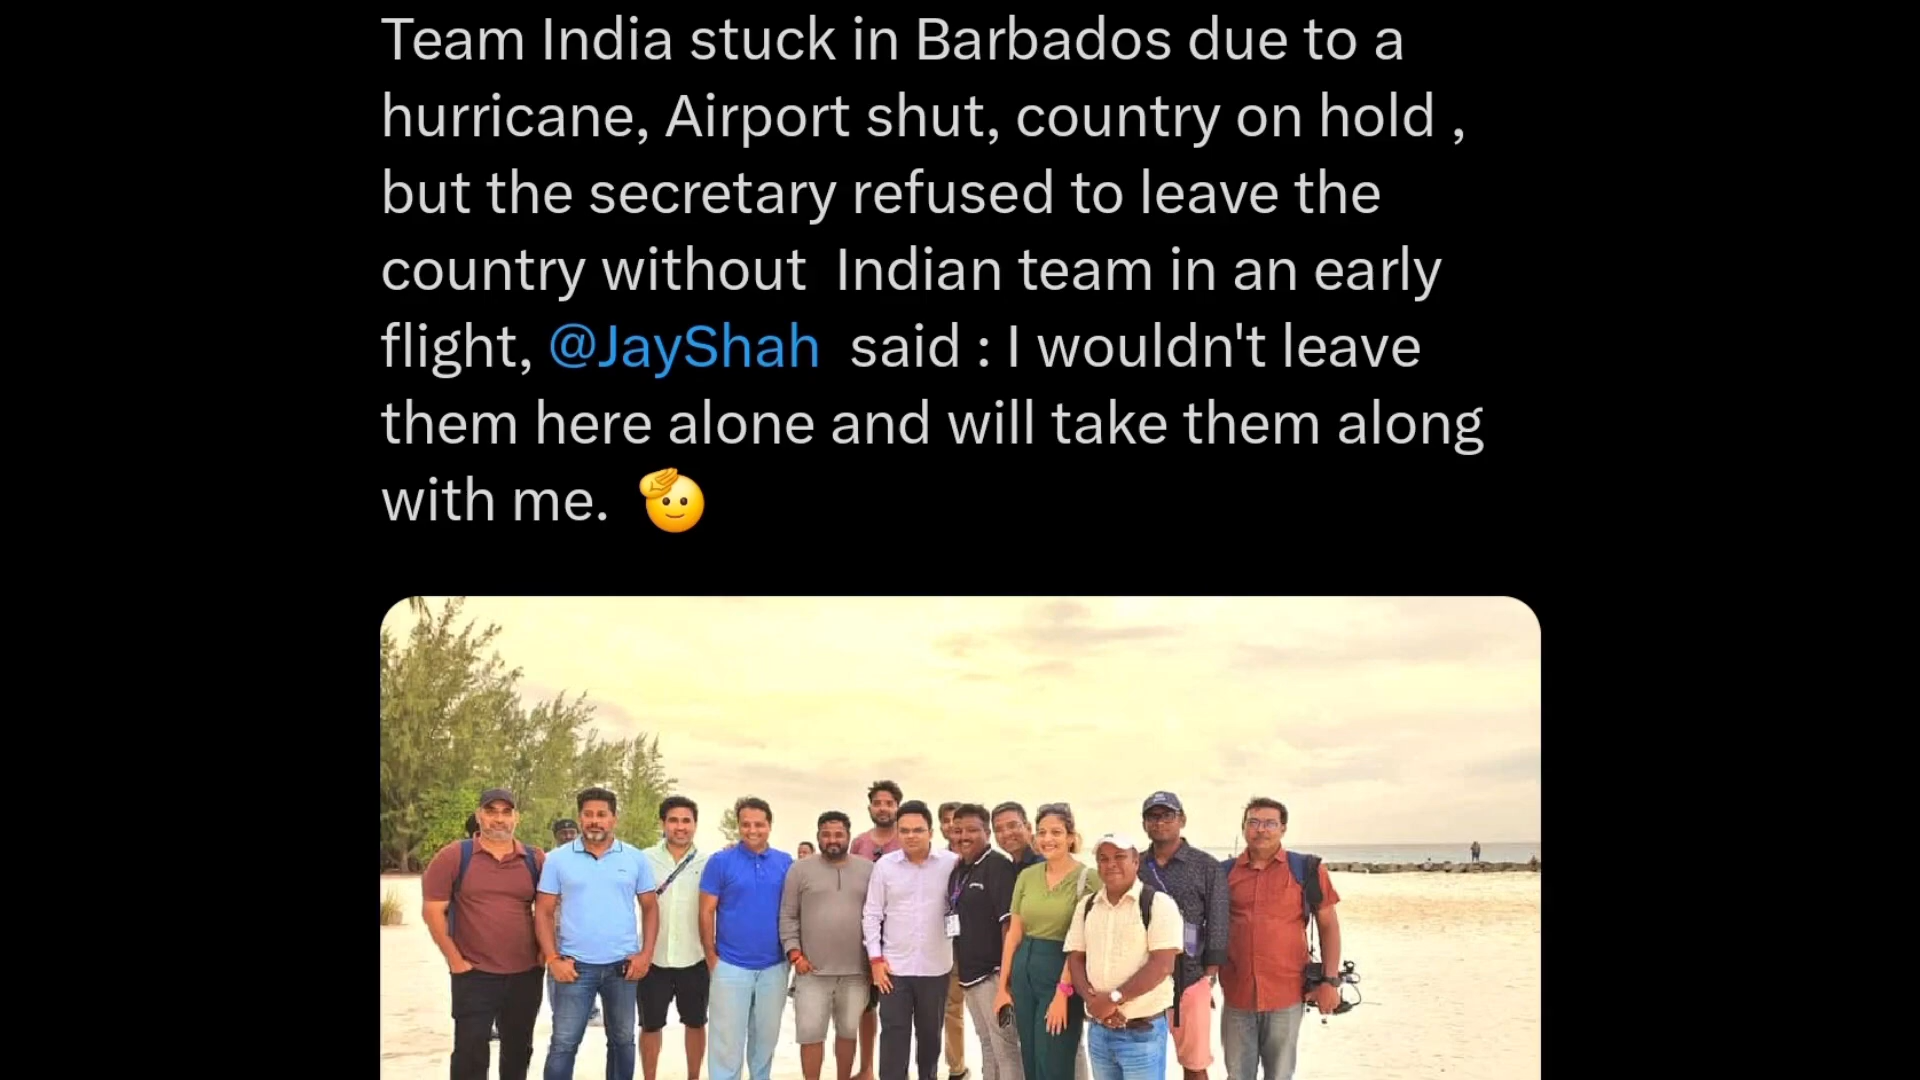 Team India stuck in Barbados due to a
hurricane, Airport shut, country on hold ,
but the secretary refused to leave the
country without  Indian team in an early
flight, @JayShah  said : I wouldn't leave
them here alone and will take them along
with me.  🫡